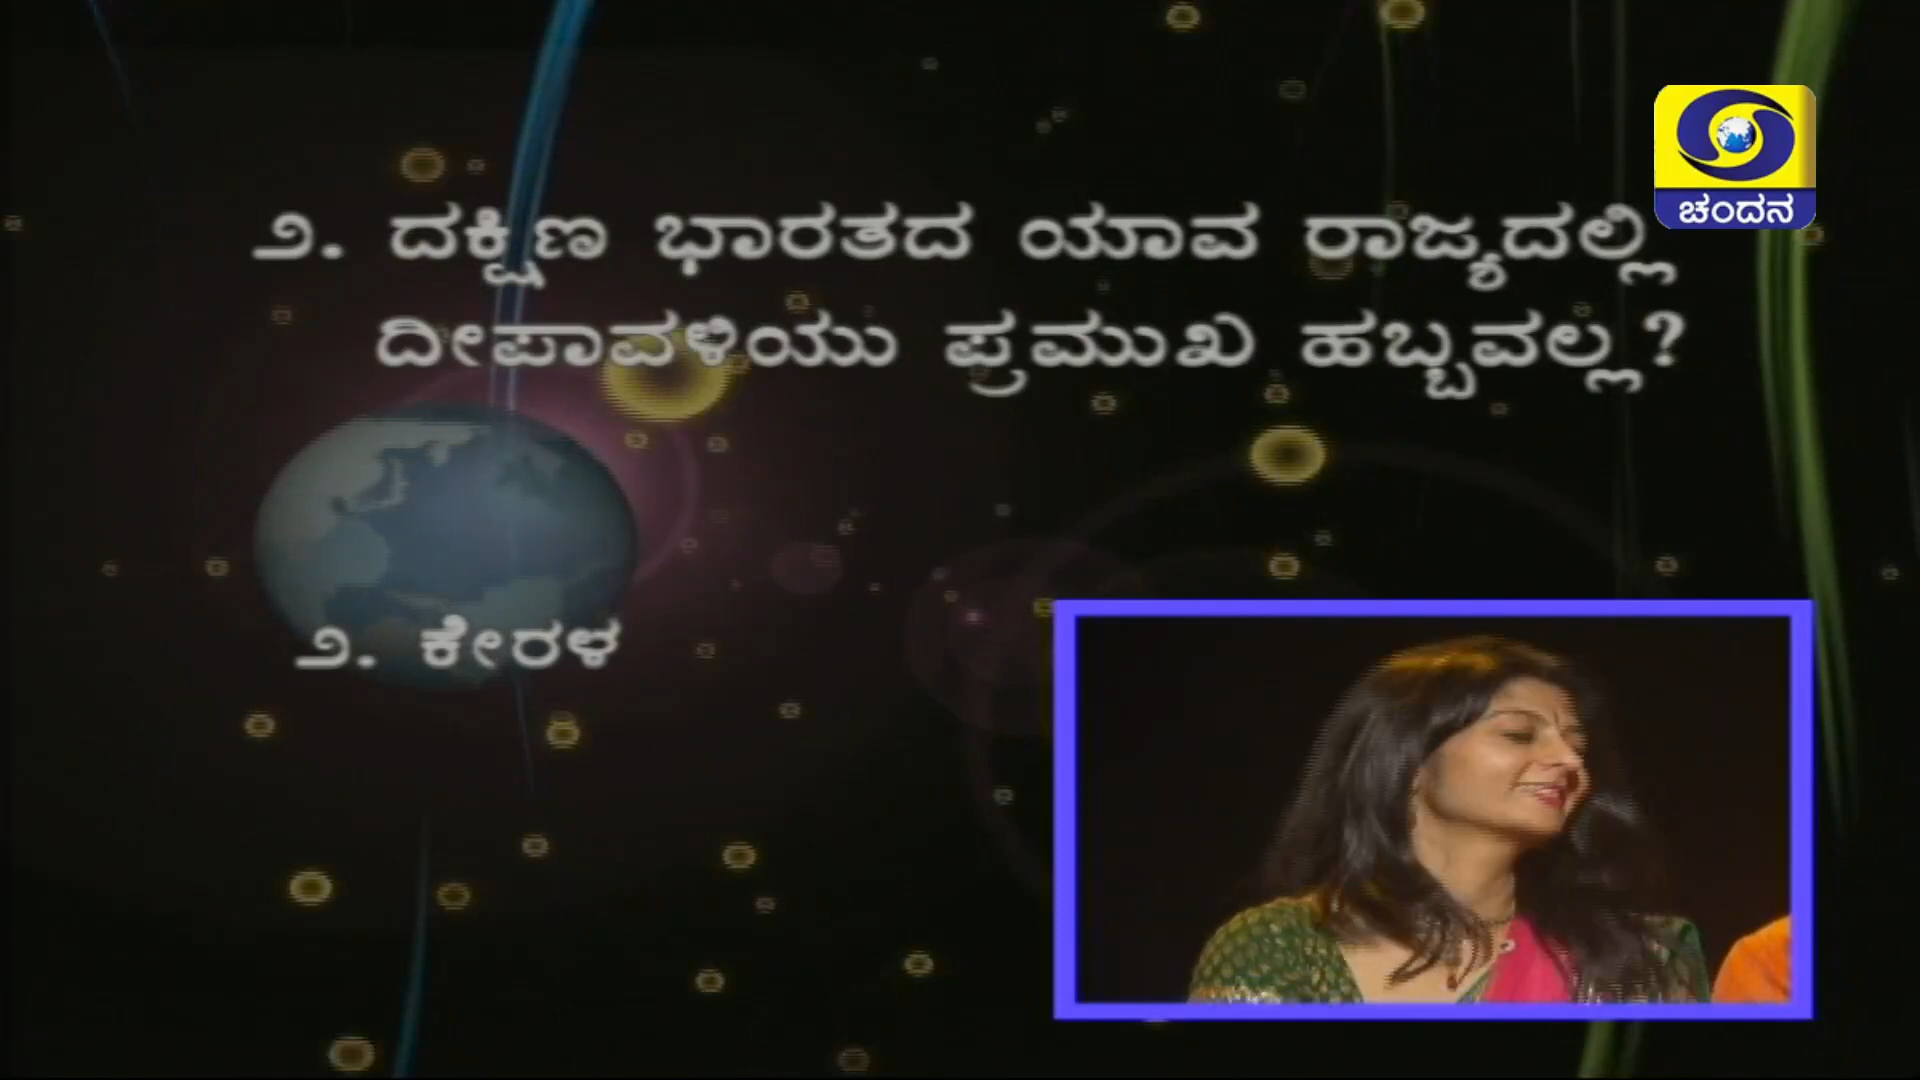 ಚಂದನ
೨. ದಕ್ಷಿಣ ಭಾರತದ ಯಾವ ರಾಜ್ಯದಲ್ಲಿ
ದೀಪಾವಳಿಯು ಪ್ರಮುಖ ಹಬ್ಬವಲ್ಲ?
೨. ಕೇರಳ